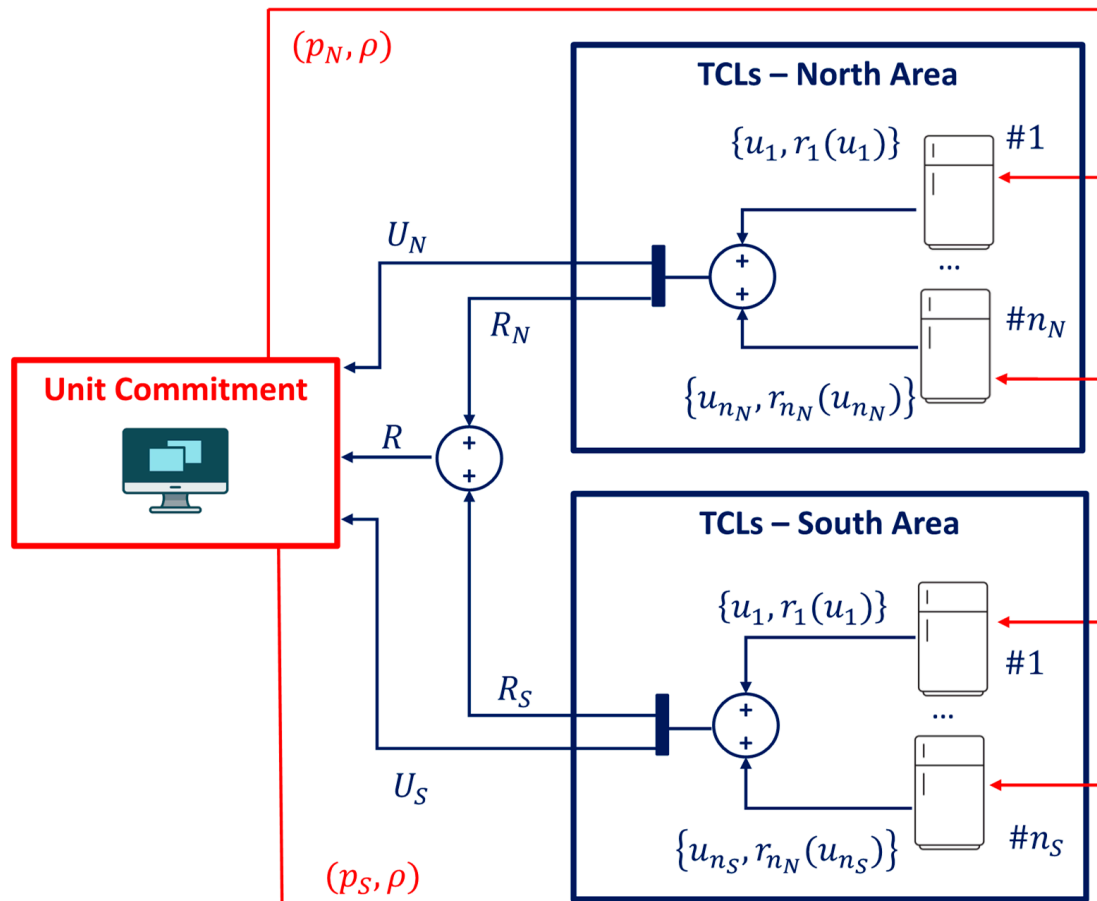 (p_N, ρ)
TCLs – North Area
{u_1, r_1(u_1)}
#1
+
+
...
U_N
R_N
#n_N
{u_{n_N}, r_{n_N}(u_{n_N})}
Unit Commitment
R
+
+
TCLs – South Area
{u_1, r_1(u_1)}
#1
R_S
+
+
...
U_S
{u_{n_S}, r_{n_N}(u_{n_S})}
#n_S
(p_S, ρ)